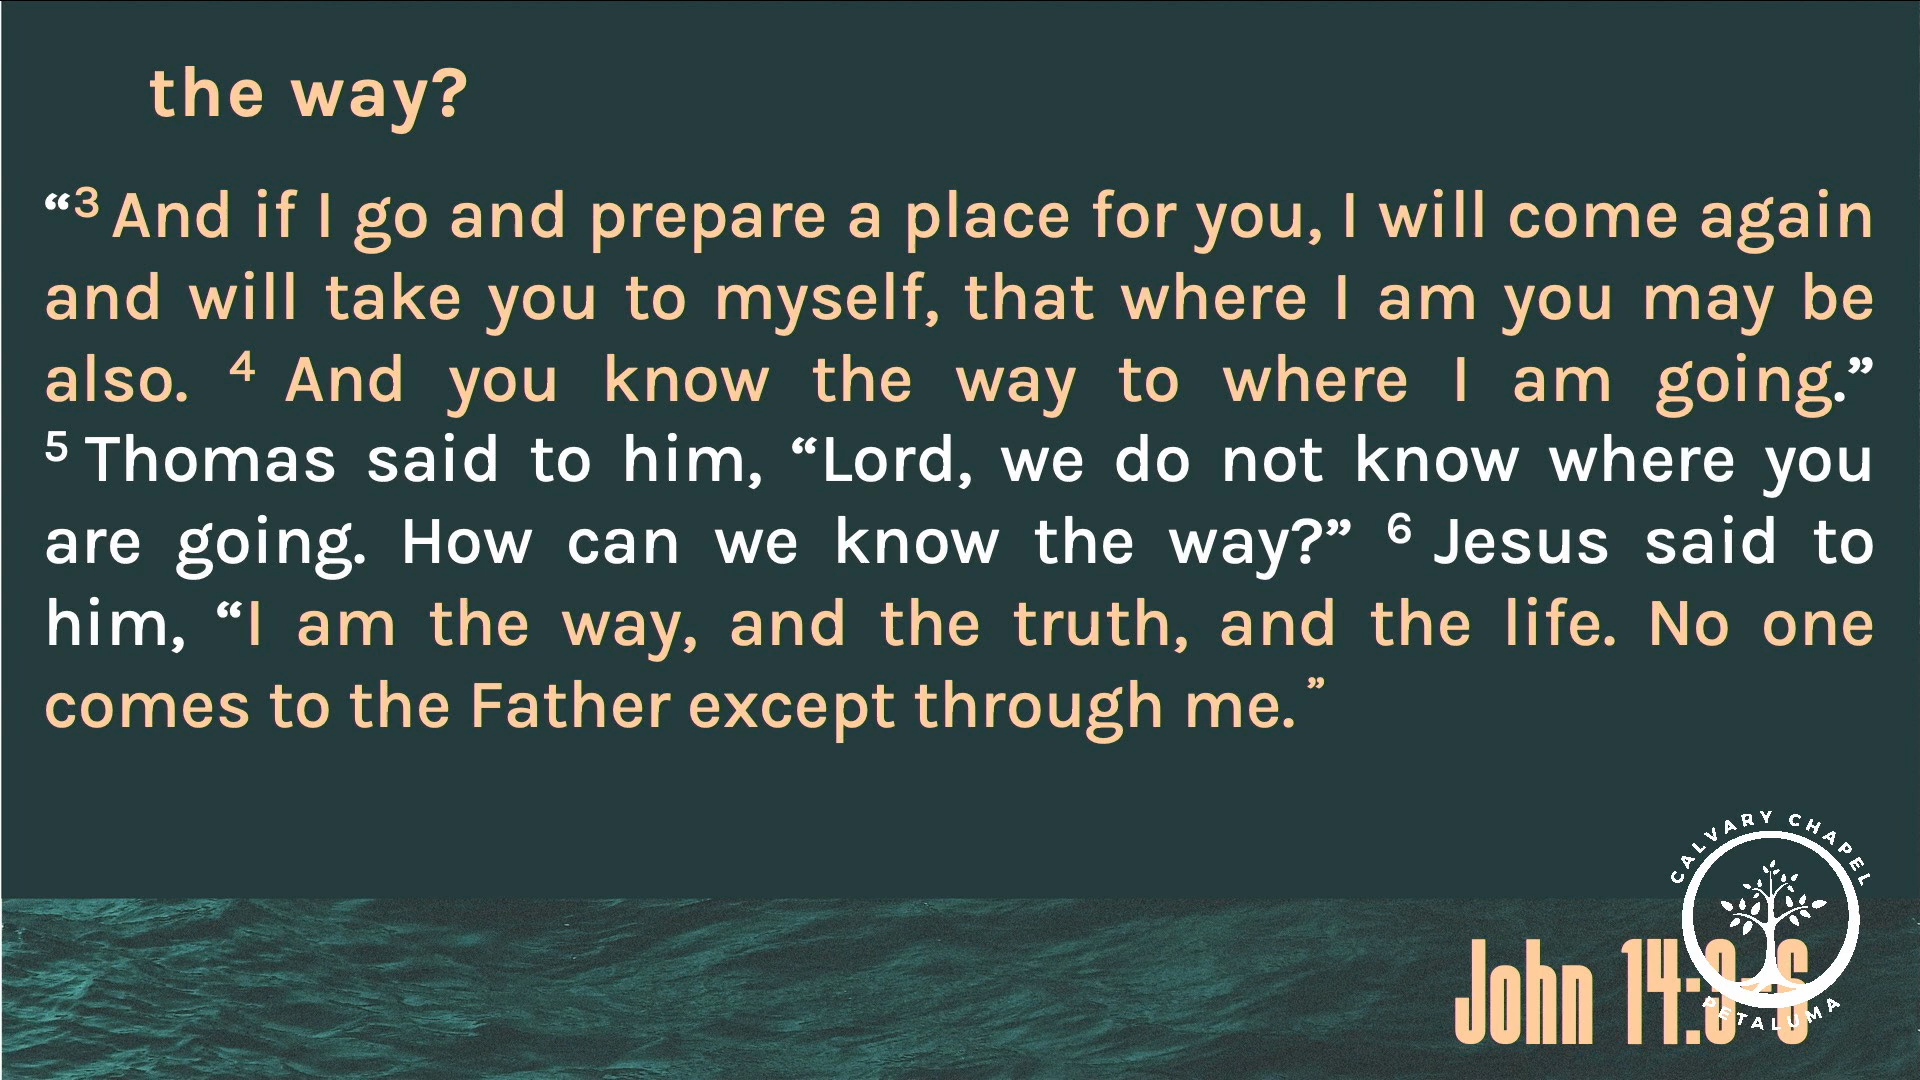 the way?
“³ And if I go and prepare a place for you, I will come again
and will take you to myself, that where I am you may be
also. ⁴ And you know the way to where I am going.”
⁵ Thomas said to him, “Lord, we do not know where you
are going. How can we know the way?” ⁶ Jesus said to
him, “I am the way, and the truth, and the life. No one
comes to the Father except through me. ”
CALVARY CHAPEL
John 14:3-6
PETALUMA